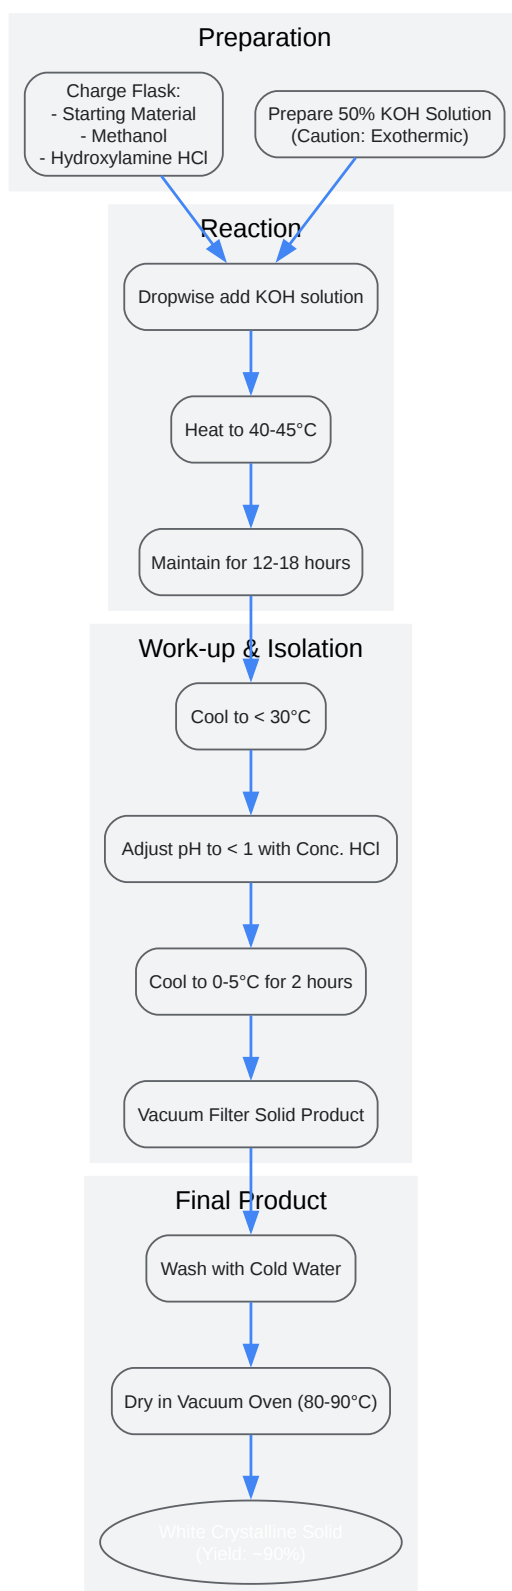 Preparation
Charge Flask:
- Starting Material
- Methanol
- Hydroxylamine HCl
Prepare 50% KOH Solution
(Caution: Exothermic)
Reaction
Dropwise add KOH solution
Heat to 40-45°C
Maintain for 12-18 hours
Work-up & Isolation
Cool to < 30°C
Adjust pH to < 1 with Conc. HCl
Cool to 0-5°C for 2 hours
Vacuum Filter Solid Product
Final Product
Wash with Cold Water
Dry in Vacuum Oven (80-90°C)
White Crystalline Solid
(Yield: ~90%)